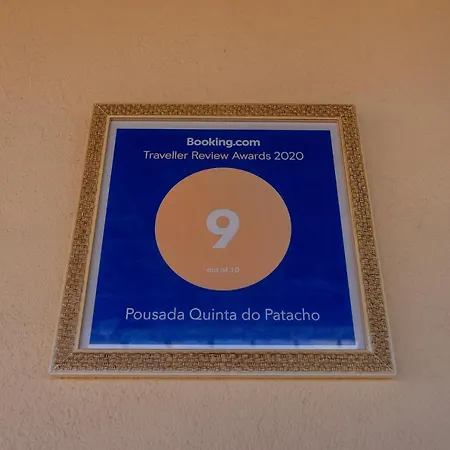 Booking.com
Traveller Review Awards 2020
9
out of 10
Pousada Quinta do Patacho